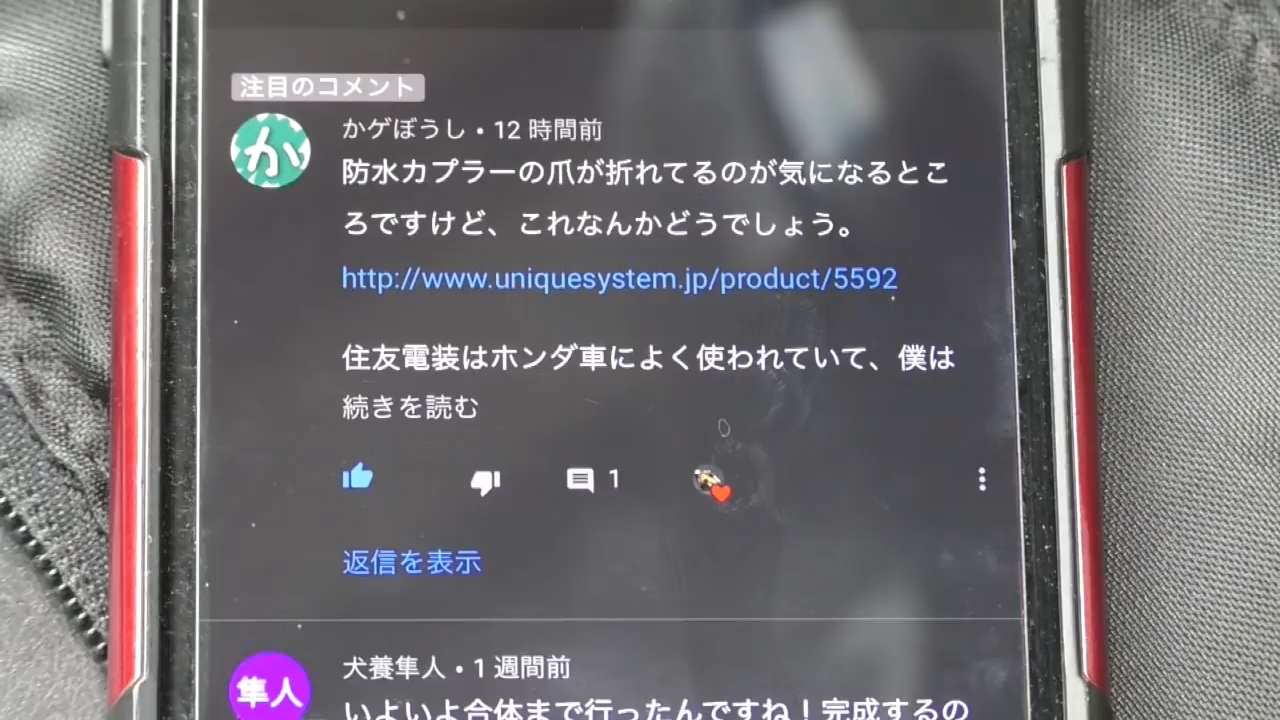 注目のコメント
か
かゲぼうし • 12 時間前
防水カプラーの爪が折れてるのが気になるとこ
ろですけど、これなんかどうでしょう。
http://www.uniquesystem.jp/product/5592
住友電装はホンダ車によく使われていて、僕は
続きを読む
1
返信を表示
隼人
犬養隼人 • 1 週間前
いよいよ合体まで行ったんですね！完成するの